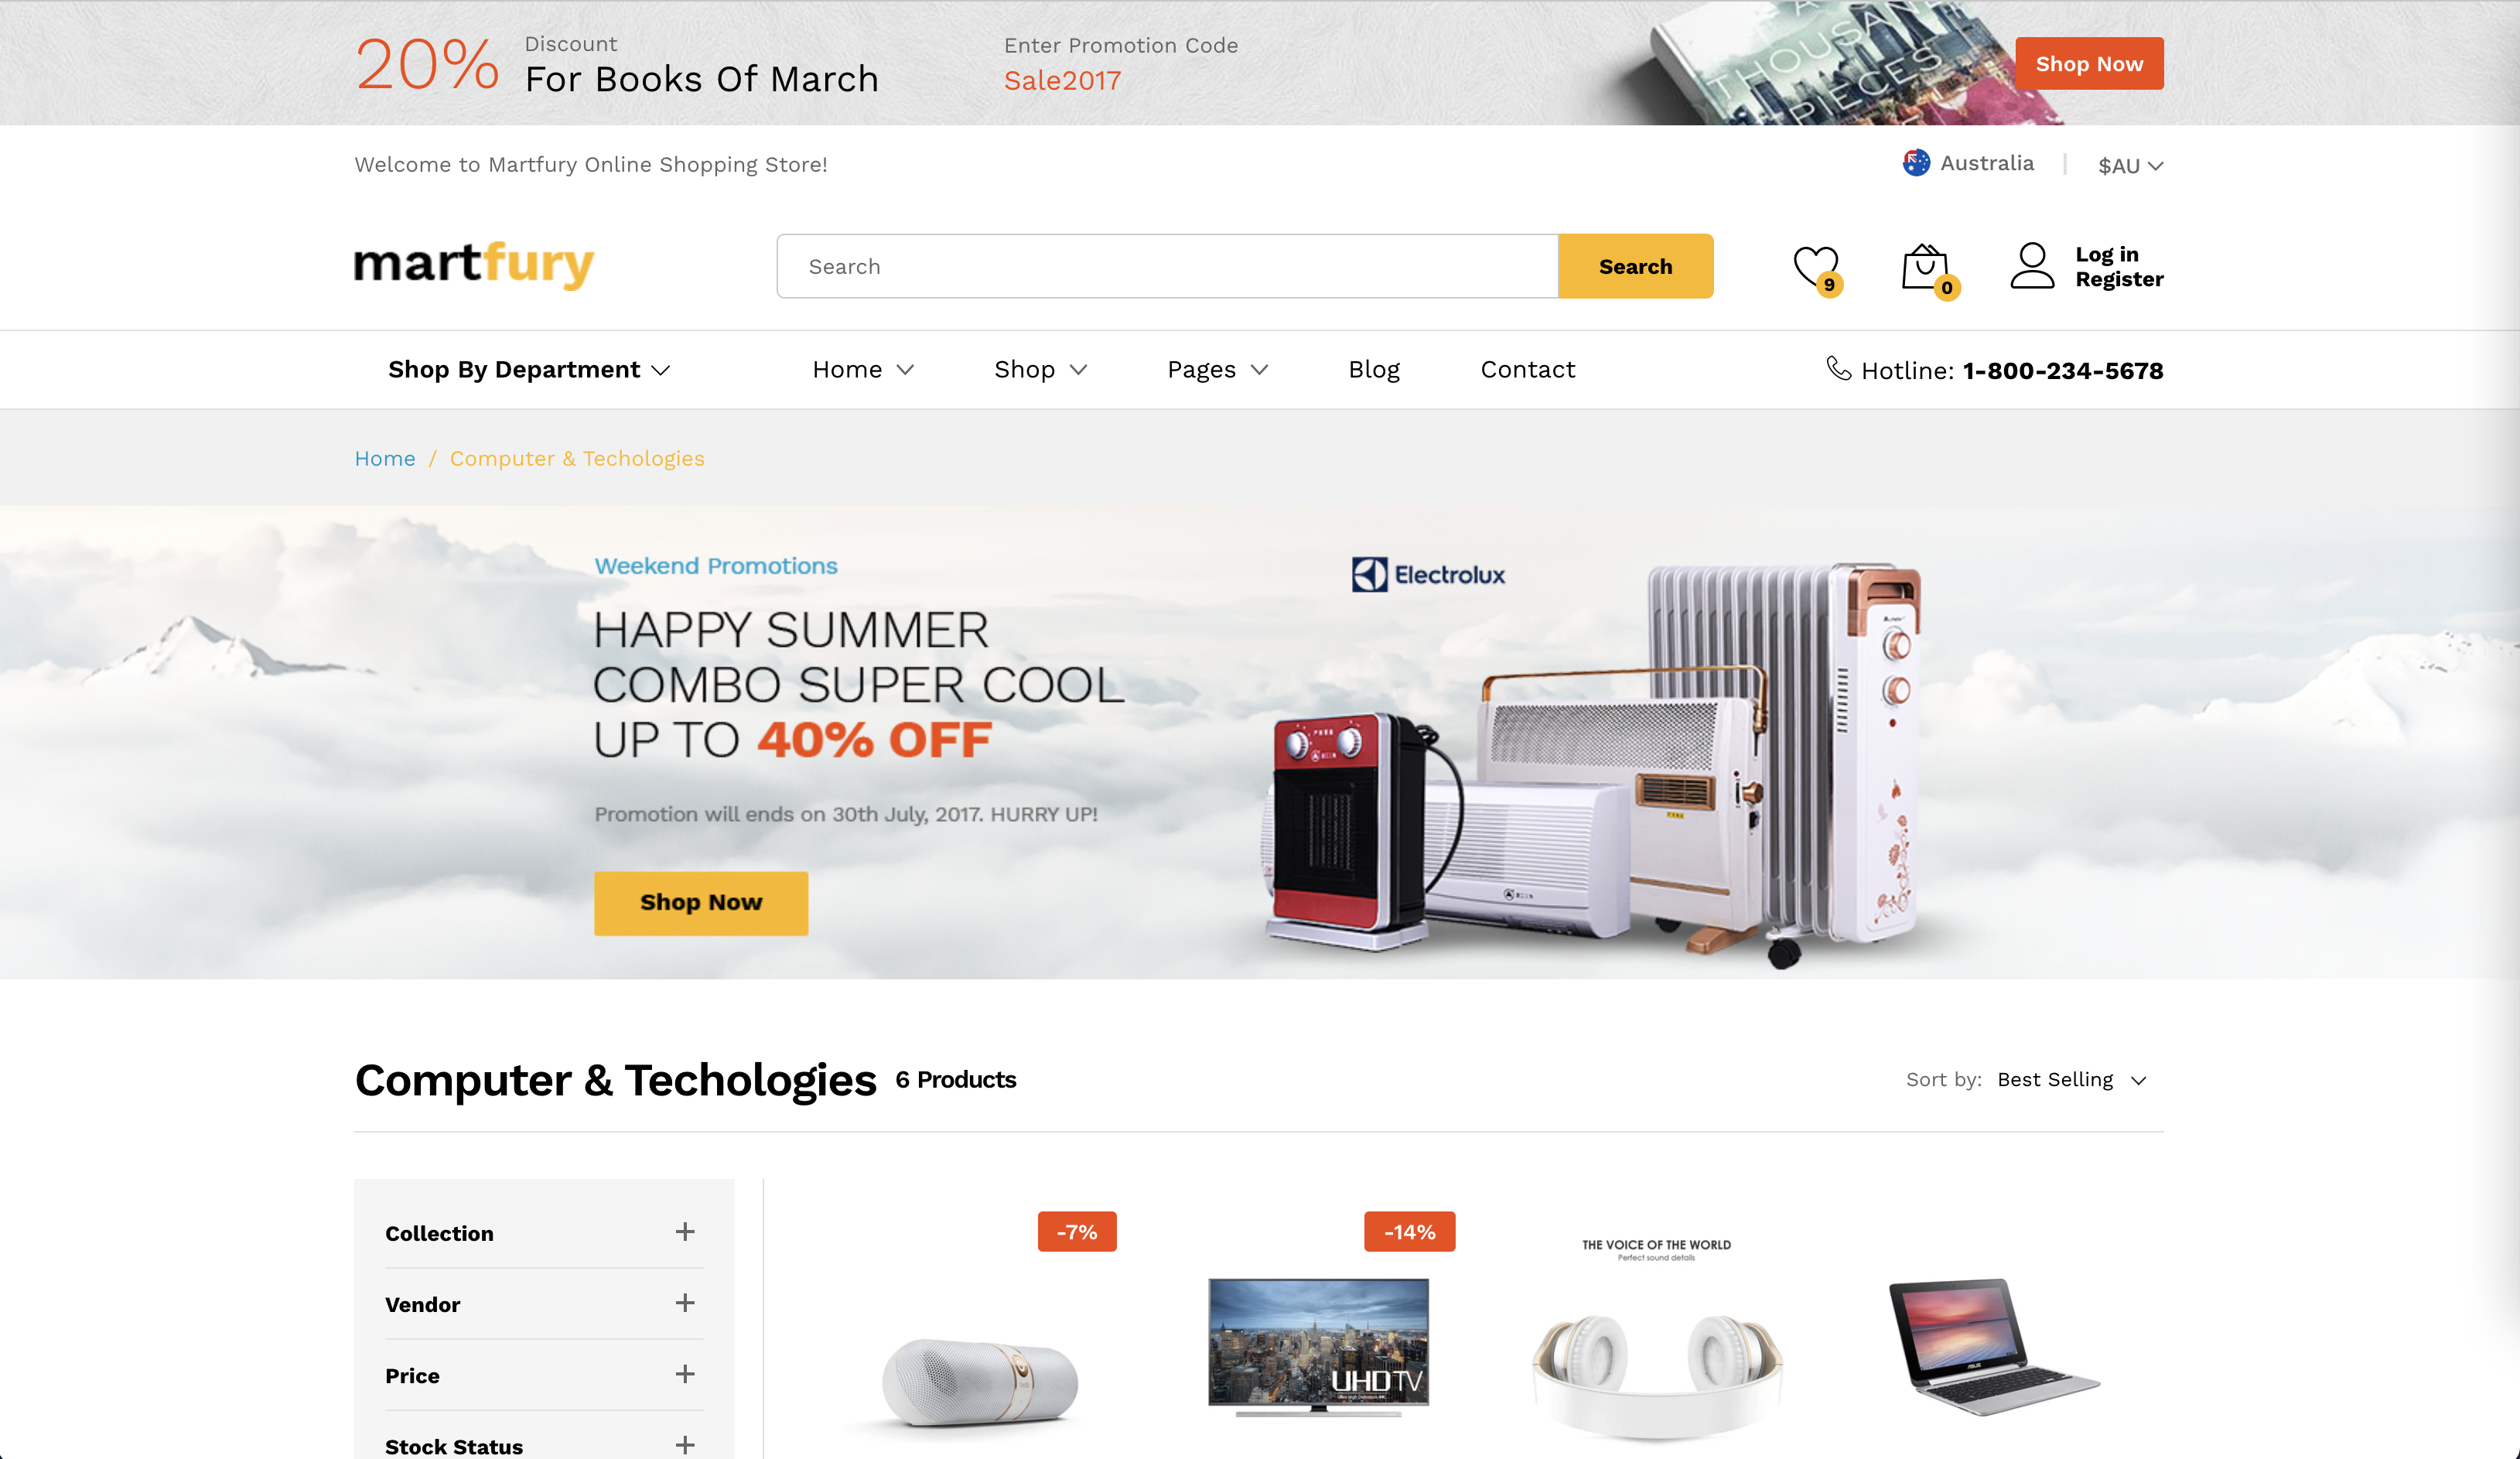 20%
Discount
For Books Of March
Enter Promotion Code
Sale2017
THOUSAND
PIECES
Shop Now
Welcome to Martfury Online Shopping Store!
Australia
$AU
martfury
Search
Search
9
0
Log in
Register
Shop By Department
Home
Shop
Pages
Blog
Contact
Hotline: 1-800-234-5678
Home / Computer & Techologies
Weekend Promotions
HAPPY SUMMER
COMBO SUPER COOL
UP TO 40% OFF
Promotion will ends on 30th July, 2017. HURRY UP!
Shop Now
Electrolux
Computer & Techologies 6 Products
Sort by: Best Selling
Collection
Vendor
Price
Stock Status
-7%
-14%
UHDTV
THE VOICE OF THE WORLD
Perfect sound details
ASUS